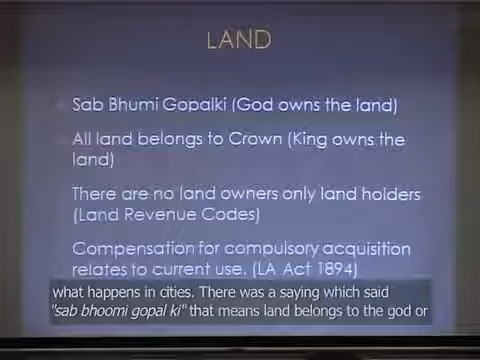 LAND
Sab Bhumi Gopalki (God owns the land)
All land belongs to Crown (King owns the
land)
There are no land owners only land holders
(Land Revenue Codes)
Compensation for compulsory acquisition
relates to current use. (LA Act 1894)
what happens in cities. There was a saying which said
"sab bhoomi gopal ki" that means land belongs to the god or